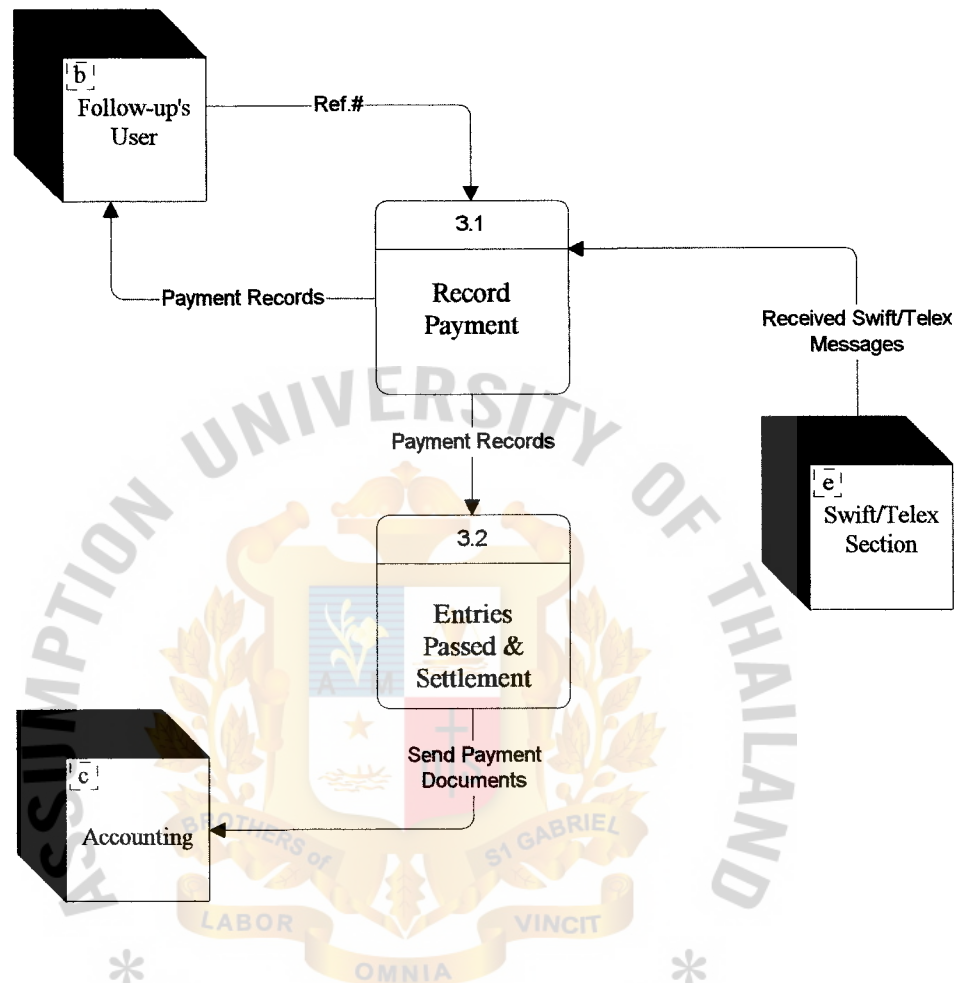 b
Follow-up's
User
Ref.#
3.1
Record
Payment
Payment Records
Received Swift/Telex
Messages
Payment Records
e
Swift/Telex
Section
3.2
Entries
Passed &
Settlement
Send Payment
Documents
c
Accounting
ASSUMPTION UNIVERSITY OF THAILAND
A M
BROTHERS of
S1 GABRIEL
LABOR
VINCIT
OMNIA